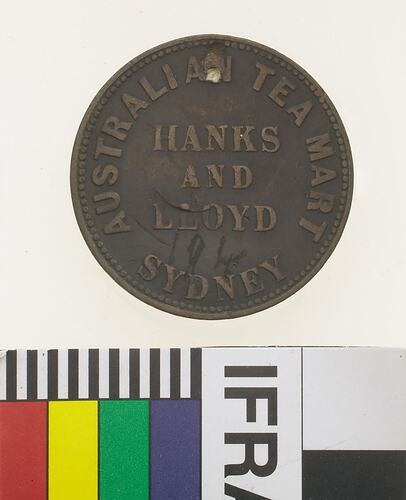 AUSTRALIAN TEA MART
HANKS
AND
LLOYD
SYDNEY
IFRA